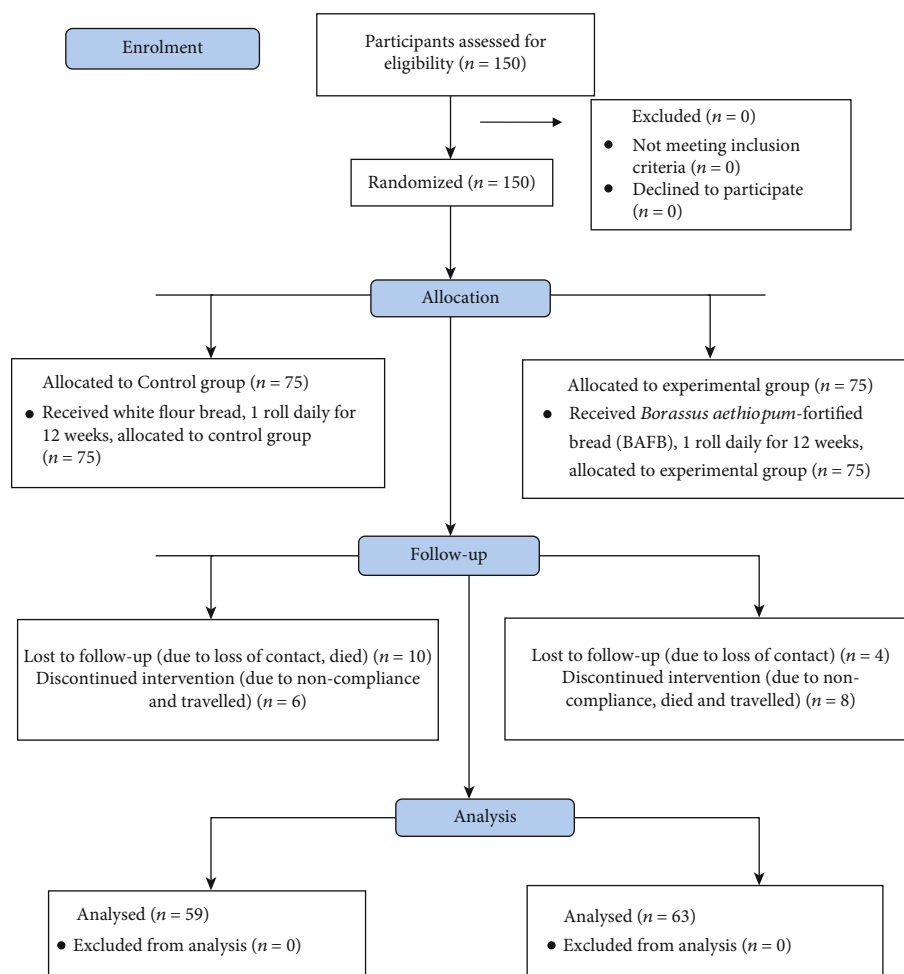 Enrolment
Participants assessed for
eligibility (n = 150)
Excluded (n = 0)
● Not meeting inclusion
criteria (n = 0)
● Declined to participate
(n = 0)
Randomized (n = 150)
Allocation
Allocated to Control group (n = 75)
● Received white flour bread, 1 roll daily for
12 weeks, allocated to control group
(n = 75)
Allocated to experimental group (n = 75)
● Received Borassus aethiopum-fortified
bread (BAFB), 1 roll daily for 12 weeks,
allocated to experimental group (n = 75)
Follow-up
Lost to follow-up (due to loss of contact, died) (n = 10)
Discontinued intervention (due to non-compliance
and travelled) (n = 6)
Lost to follow-up (due to loss of contact) (n = 4)
Discontinued intervention (due to non-
compliance, died and travelled) (n = 8)
Analysis
Analysed (n = 59)
● Excluded from analysis (n = 0)
Analysed (n = 63)
● Excluded from analysis (n = 0)